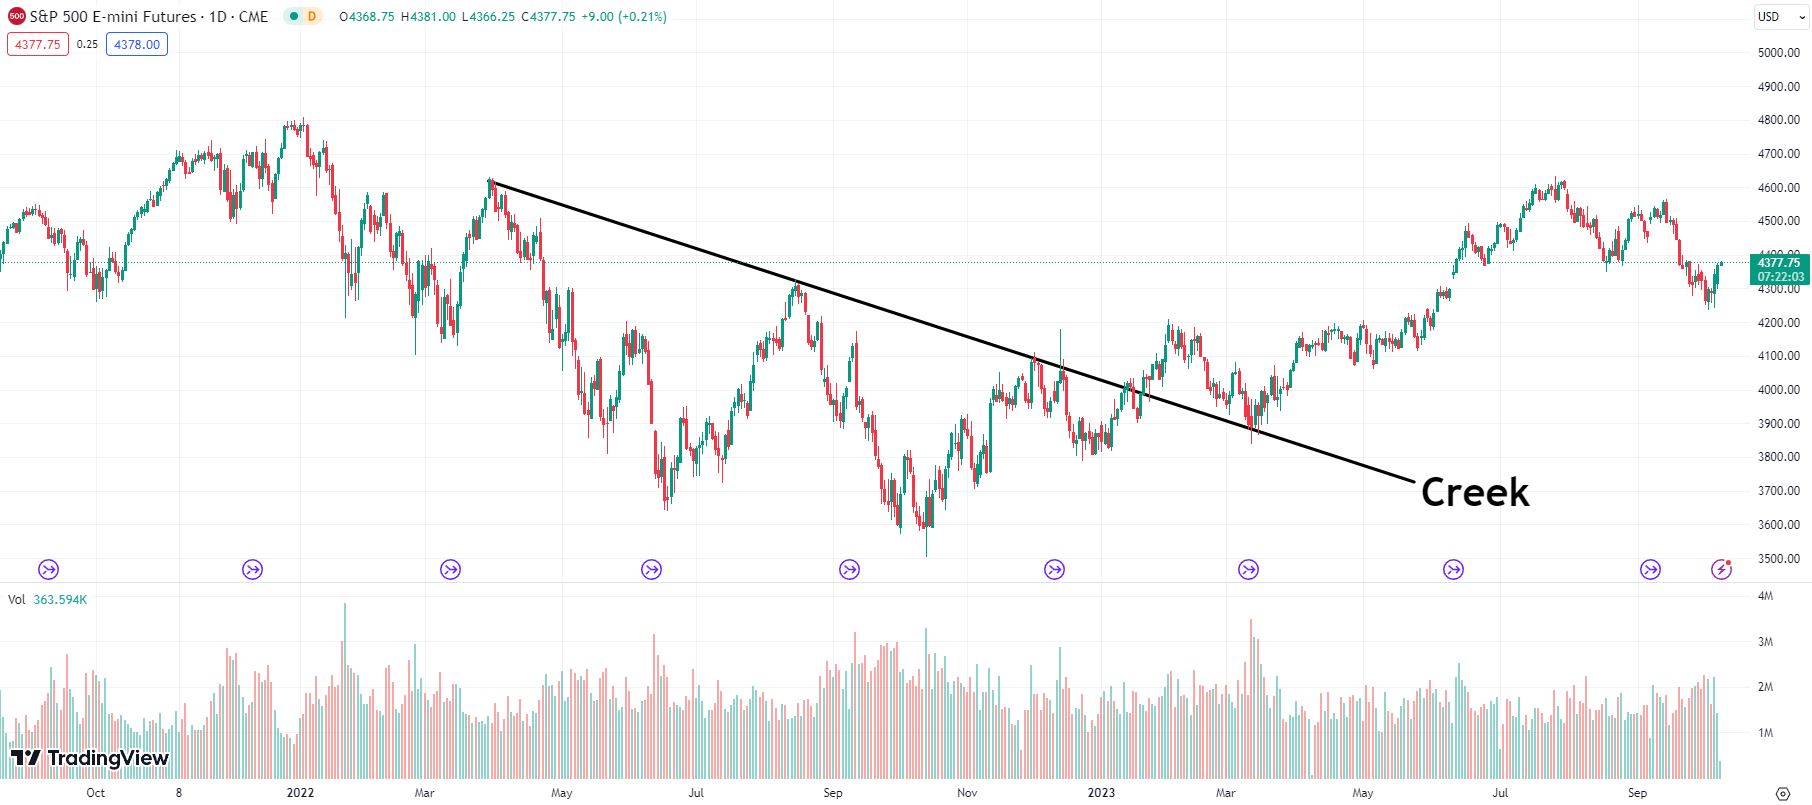 500 S&P 500 E-mini Futures · 1D · CME D O4368.75 H4381.00 L4366.25 C4377.75 +9.00 (+0.21%) USD
4377.75 0.25 4378.00
5000.00
4900.00
4800.00
4700.00
4600.00
4500.00
4400.00
4377.75
07:22:03
4300.00
4200.00
4100.00
4000.00
3900.00
3800.00
3700.00
3600.00
3500.00
Creek
Vol 363.594K
4M
3M
2M
1M
TradingView
Oct 8 2022 Mar May Jul Sep Nov 2023 Mar May Jul Sep